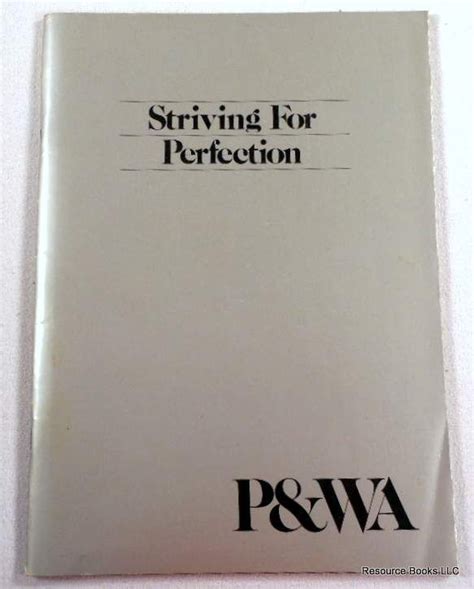 Striving For
Perfection
P&WA
Resource Books LLC